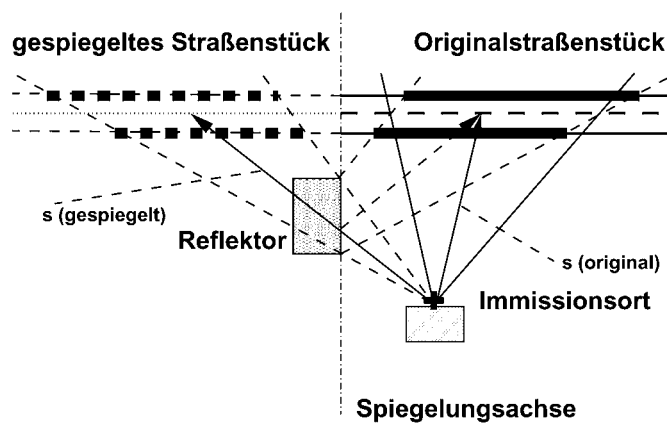 gespiegeltes Straßenstück
Originalstraßenstück
s (gespiegelt)
Reflektor
s (original)
Immissionsort
Spiegelungsachse